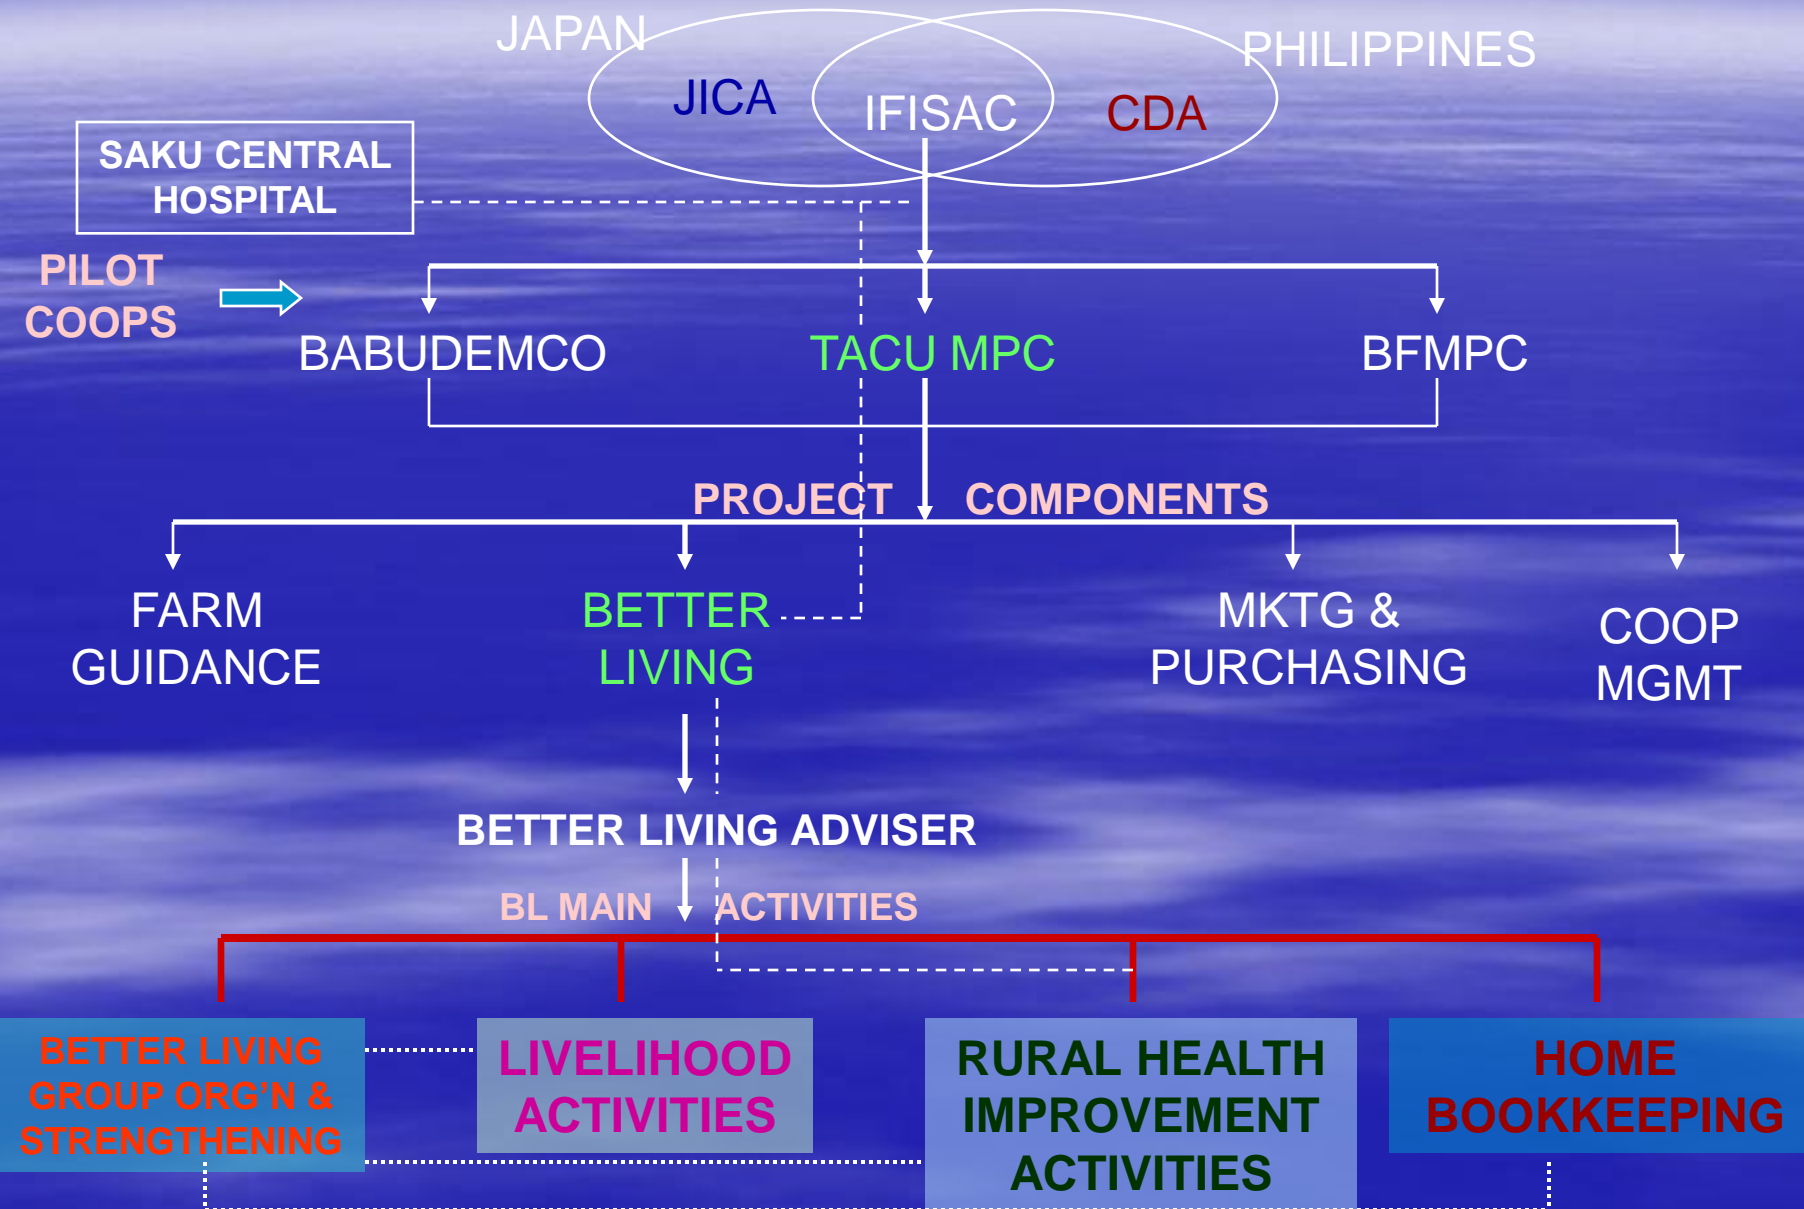 JAPAN
PHILIPPINES
JICA
IFISAC
CDA
SAKU CENTRAL
HOSPITAL
PILOT
COOPS
BABUDEMCO
TACU MPC
BFMPC
PROJECT COMPONENTS
FARM
GUIDANCE
BETTER
LIVING
MKTG &
PURCHASING
COOP
MGMT
BETTER LIVING ADVISER
BL MAIN ACTIVITIES
BETTER LIVING
GROUP ORG'N &
STRENGTHENING
LIVELIHOOD
ACTIVITIES
RURAL HEALTH
IMPROVEMENT
ACTIVITIES
HOME
BOOKKEEPING